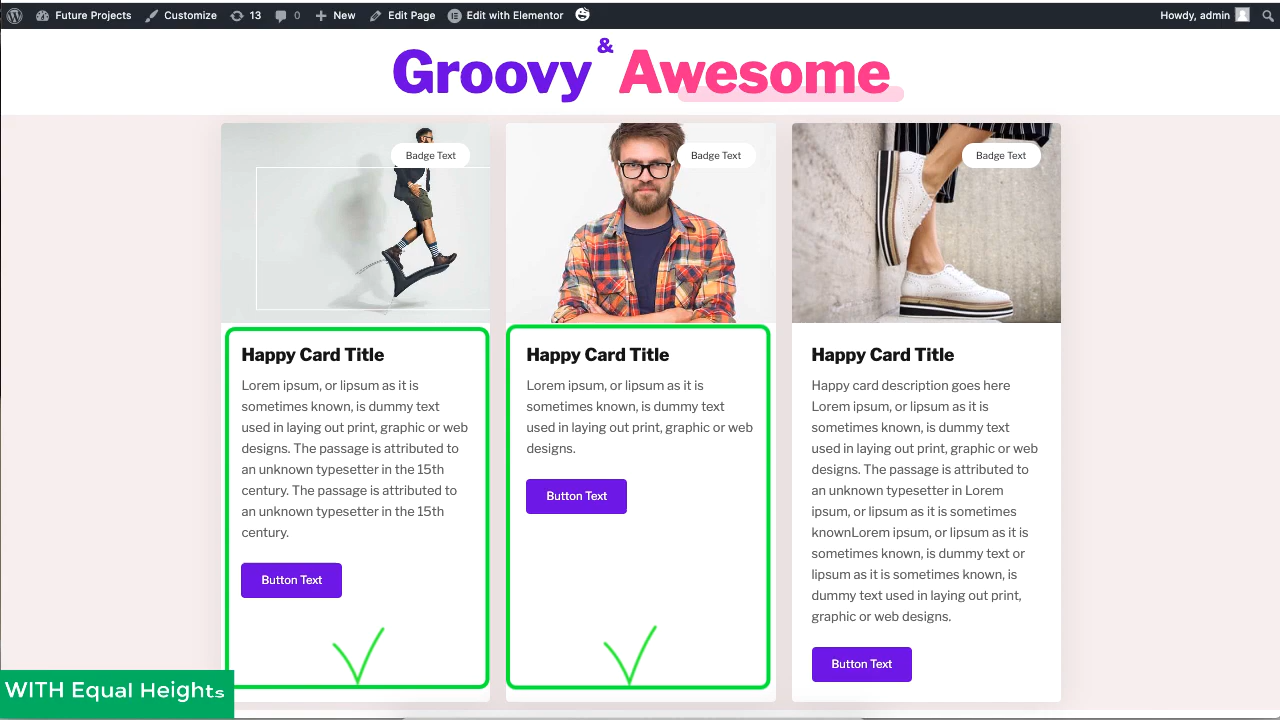 Future Projects Customize 13 0 New Edit Page Edit with Elementor Howdy, admin
Groovy & Awesome
Badge Text
Badge Text
Badge Text
Happy Card Title
Lorem ipsum, or lipsum as it is
sometimes known, is dummy text
used in laying out print, graphic or web
designs. The passage is attributed to
an unknown typesetter in the 15th
century. The passage is attributed to
an unknown typesetter in the 15th
century.
Button Text
Happy Card Title
Lorem ipsum, or lipsum as it is
sometimes known, is dummy text
used in laying out print, graphic or web
designs.
Button Text
Happy Card Title
Happy card description goes here
Lorem ipsum, or lipsum as it is
sometimes known, is dummy text
used in laying out print, graphic or web
designs. The passage is attributed to
an unknown typesetter in Lorem
ipsum, or lipsum as it is sometimes
knownLorem ipsum, or lipsum as it is
sometimes known, is dummy text or
lipsum as it is sometimes known, is
dummy text used in laying out print,
graphic or web designs.
Button Text
WITH Equal Heights